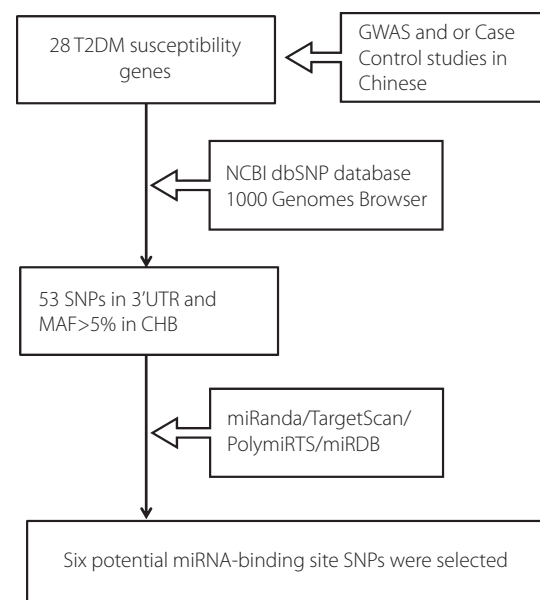 28 T2DM susceptibility
genes
GWAS and or Case
Control studies in
Chinese
NCBI dbSNP database
1000 Genomes Browser
53 SNPs in 3’UTR and
MAF>5% in CHB
miRanda/TargetScan/
PolymiRTS/miRDB
Six potential miRNA-binding site SNPs were selected